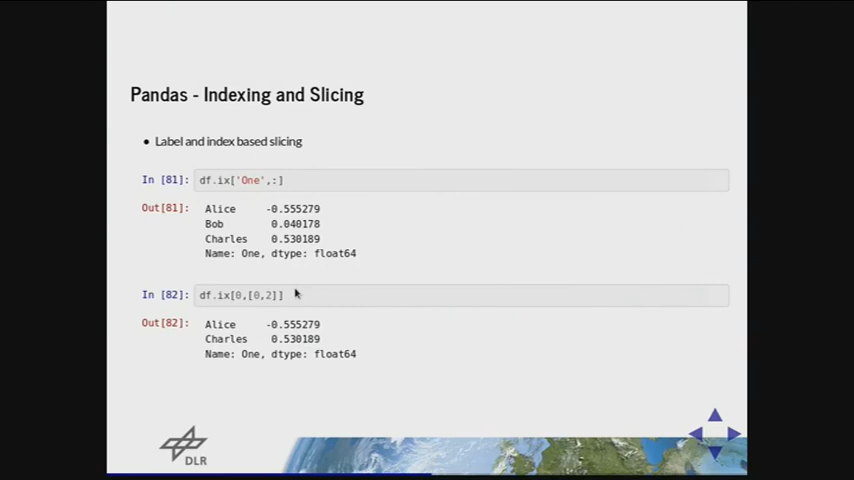 Pandas - Indexing and Slicing
• Label and index based slicing
In [81]: df.ix['One',:]
Out[81]: Alice -0.555279
Bob 0.040178
Charles 0.530189
Name: One, dtype: float64
In [82]: df.ix[0,[0,2]]
Out[82]: Alice -0.555279
Charles 0.530189
Name: One, dtype: float64
DLR